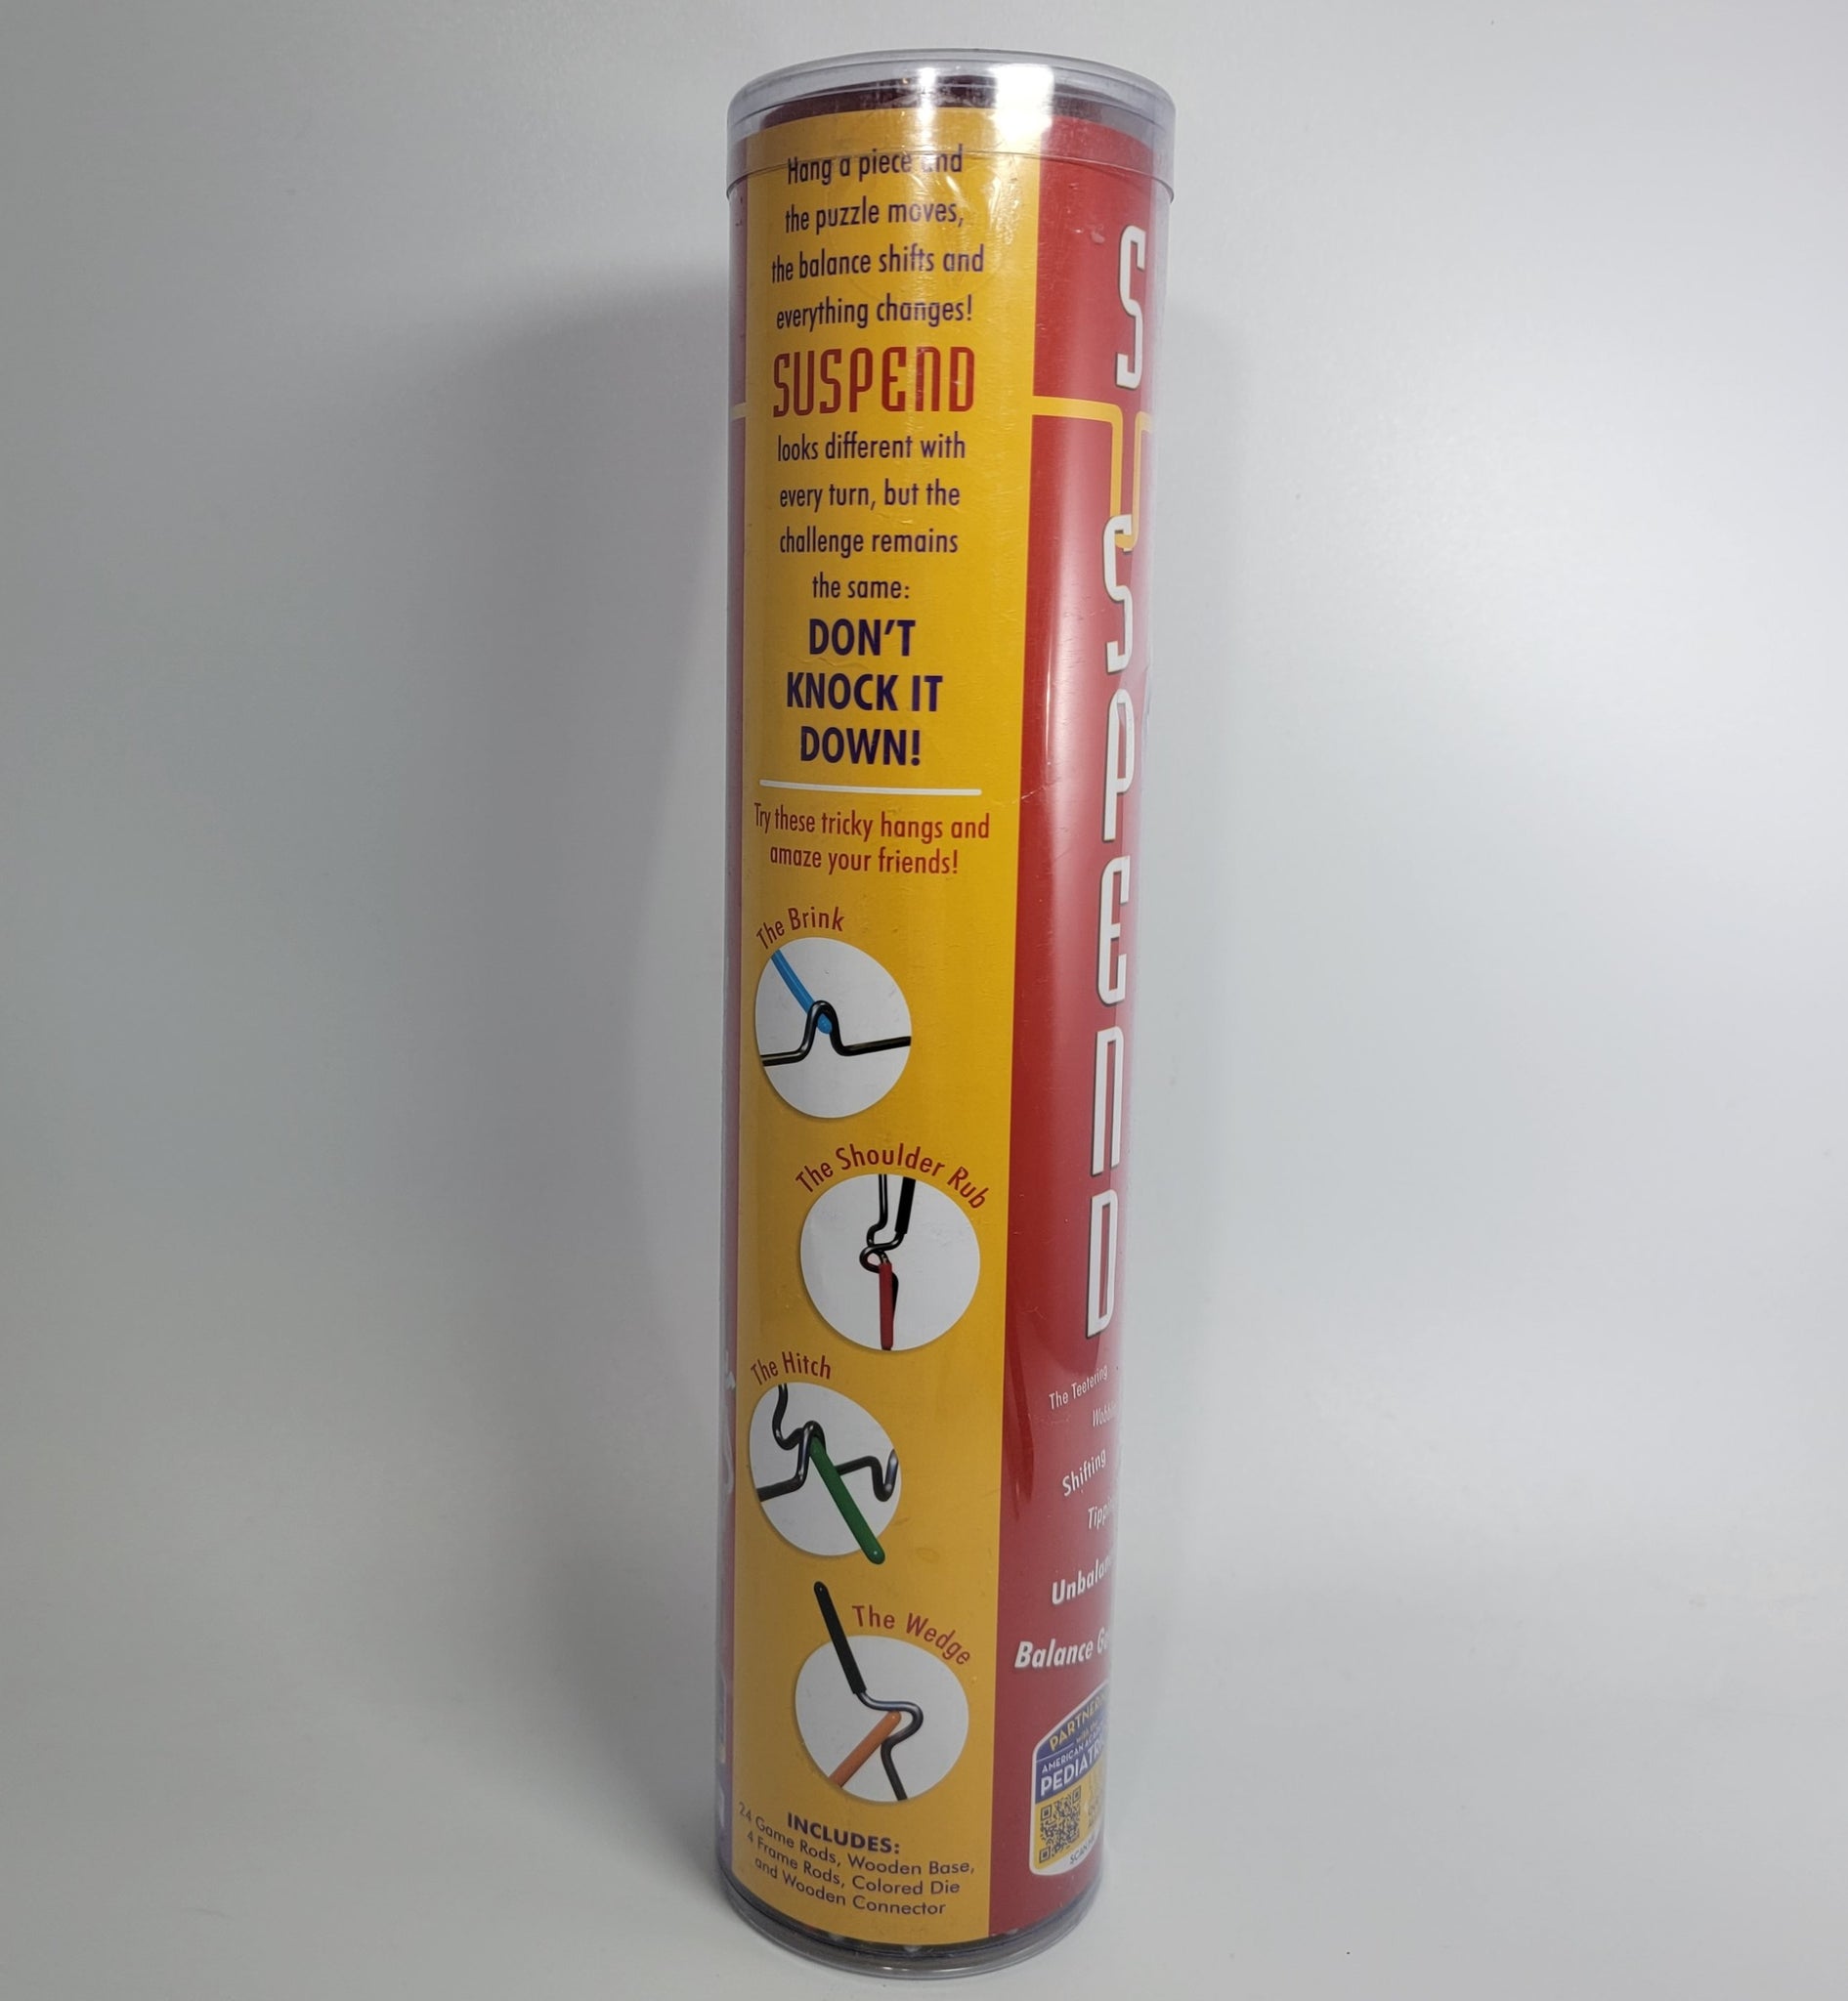 Hang a piece and
the puzzle moves,
the balance shifts and
everything changes!
SUSPEND
looks different with
every turn, but the
challenge remains
the same:
DON'T
KNOCK IT
DOWN!
Try these tricky hangs and
amaze your friends!
The Brink
The Shoulder Rub
The Hitch
The Wedge
INCLUDES:
24 Game Rods, Wooden Base,
4 Frame Rods, Colored Die
and Wooden Connector
S
S
P
E
N
D
The Teetering
Shifting
Balance
AMERICAN